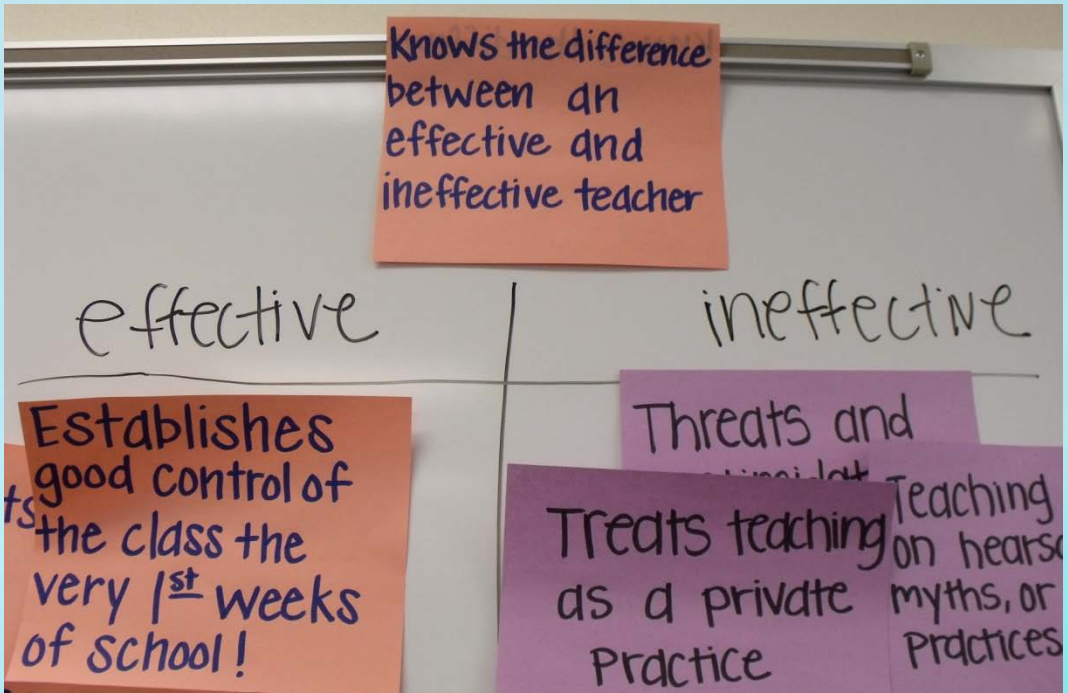 Knows the difference
between an
effective and
ineffective teacher
effective
ineffective
Establishes
good control of
the class the
very 1st weeks
of school!
ts
Threats and
Treats teaching
as a private
Practice
Teaching
on
myths, or
Practices